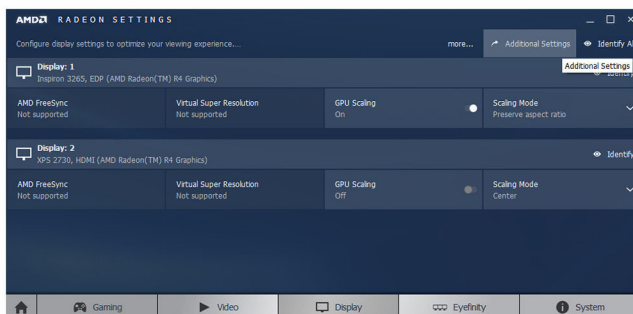 AMD RADEON SETTINGS
Configure display settings to optimize your viewing experience... more... Additional Settings Identify Al
Display: 1 Additional Settings
Inspiron 3265, EDP (AMD Radeon(TM) R4 Graphics) Identify
AMD FreeSync Virtual Super Resolution GPU Scaling Scaling Mode
Not supported Not supported On Preserve aspect ratio
Display: 2
XPS 2730, HDMI (AMD Radeon(TM) R4 Graphics) Identify
AMD FreeSync Virtual Super Resolution GPU Scaling Scaling Mode
Not supported Not supported Off Center
Gaming Video Display Eyefinity System